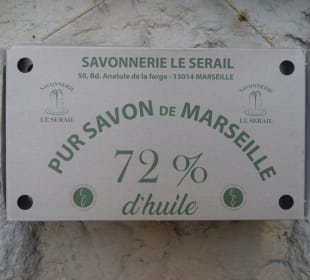 SAVONNERIE LE SERAIL
50, Bd. Anatole de la forge - 13014 MARSEILLE
SAVONNERIE
LE SERAIL
SAVONNERIE
LE SERAIL
PUR SAVON DE MARSEILLE
72 %
d'huile